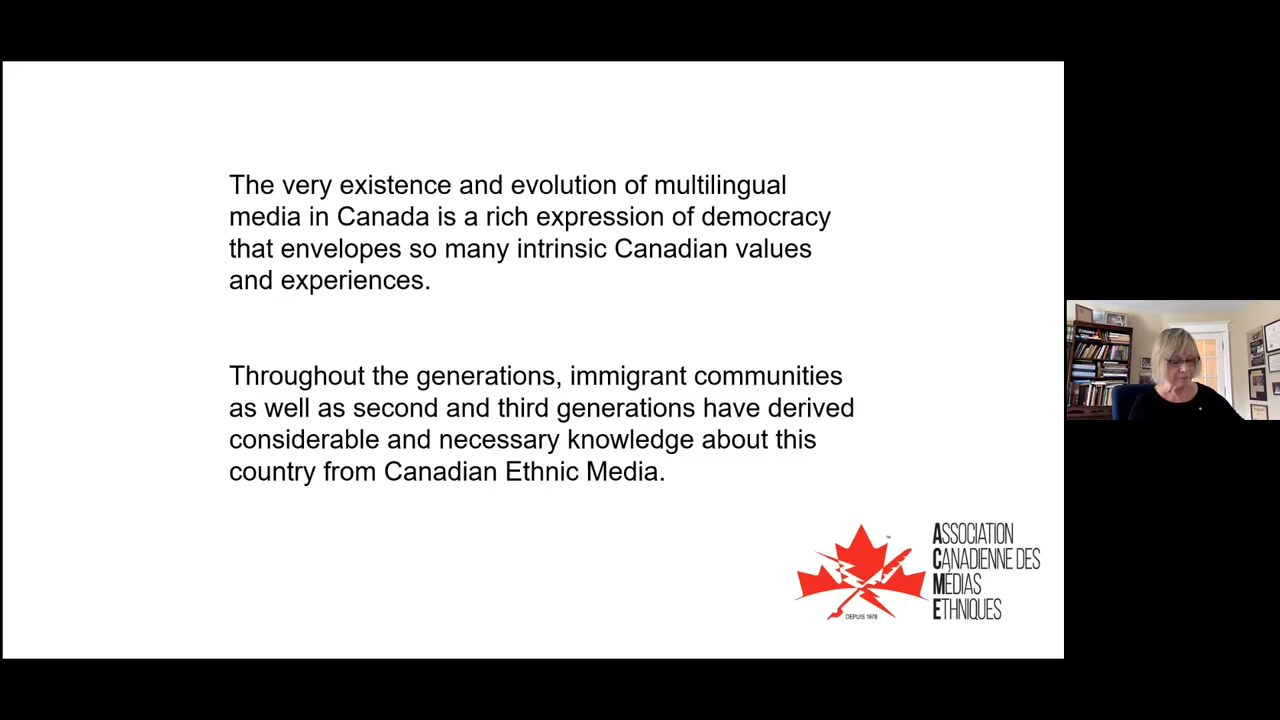 The very existence and evolution of multilingual
media in Canada is a rich expression of democracy
that envelopes so many intrinsic Canadian values
and experiences.
Throughout the generations, immigrant communities
as well as second and third generations have derived
considerable and necessary knowledge about this
country from Canadian Ethnic Media.
ASSOCIATION
CANADIENNE DES
MÉDIAS
ETHNIQUES
DEPUIS 1978